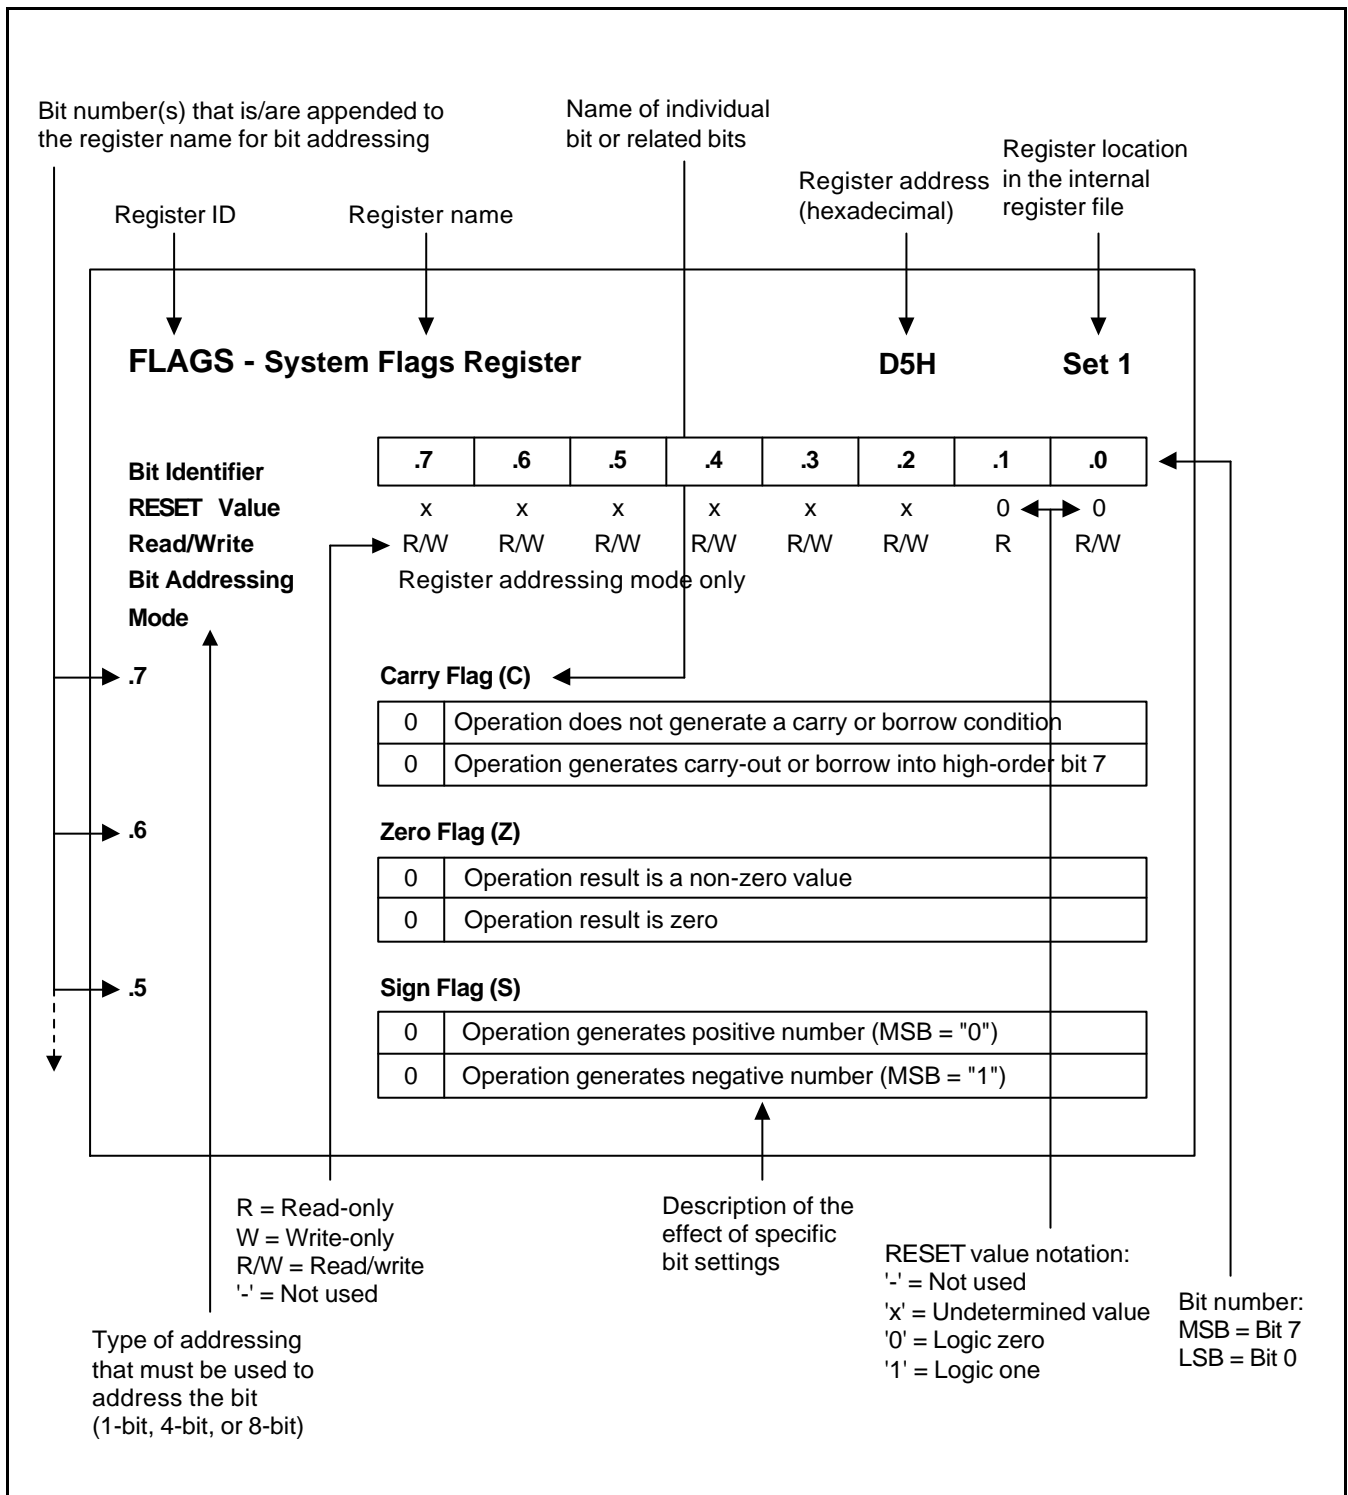 Bit number(s) that is/are appended to
the register name for bit addressing
Name of individual
bit or related bits
Register location
in the internal
register file
Register address
(hexadecimal)
Register ID
Register name
FLAGS - System Flags Register
D5H
Set 1
Bit Identifier .7 .6 .5 .4 .3 .2 .1 .0
RESET Value x x x x x x 0 0
Read/Write R/W R/W R/W R/W R/W R/W R R/W
Bit Addressing Register addressing mode only
Mode
.7 Carry Flag (C)
0 Operation does not generate a carry or borrow condition
0 Operation generates carry-out or borrow into high-order bit 7
.6 Zero Flag (Z)
0 Operation result is a non-zero value
0 Operation result is zero
.5 Sign Flag (S)
0 Operation generates positive number (MSB = "0")
0 Operation generates negative number (MSB = "1")
R = Read-only
W = Write-only
R/W = Read/write
'-' = Not used
Description of the
effect of specific
bit settings
RESET value notation:
'-' = Not used
'x' = Undetermined value
'0' = Logic zero
'1' = Logic one
Bit number:
MSB = Bit 7
LSB = Bit 0
Type of addressing
that must be used to
address the bit
(1-bit, 4-bit, or 8-bit)